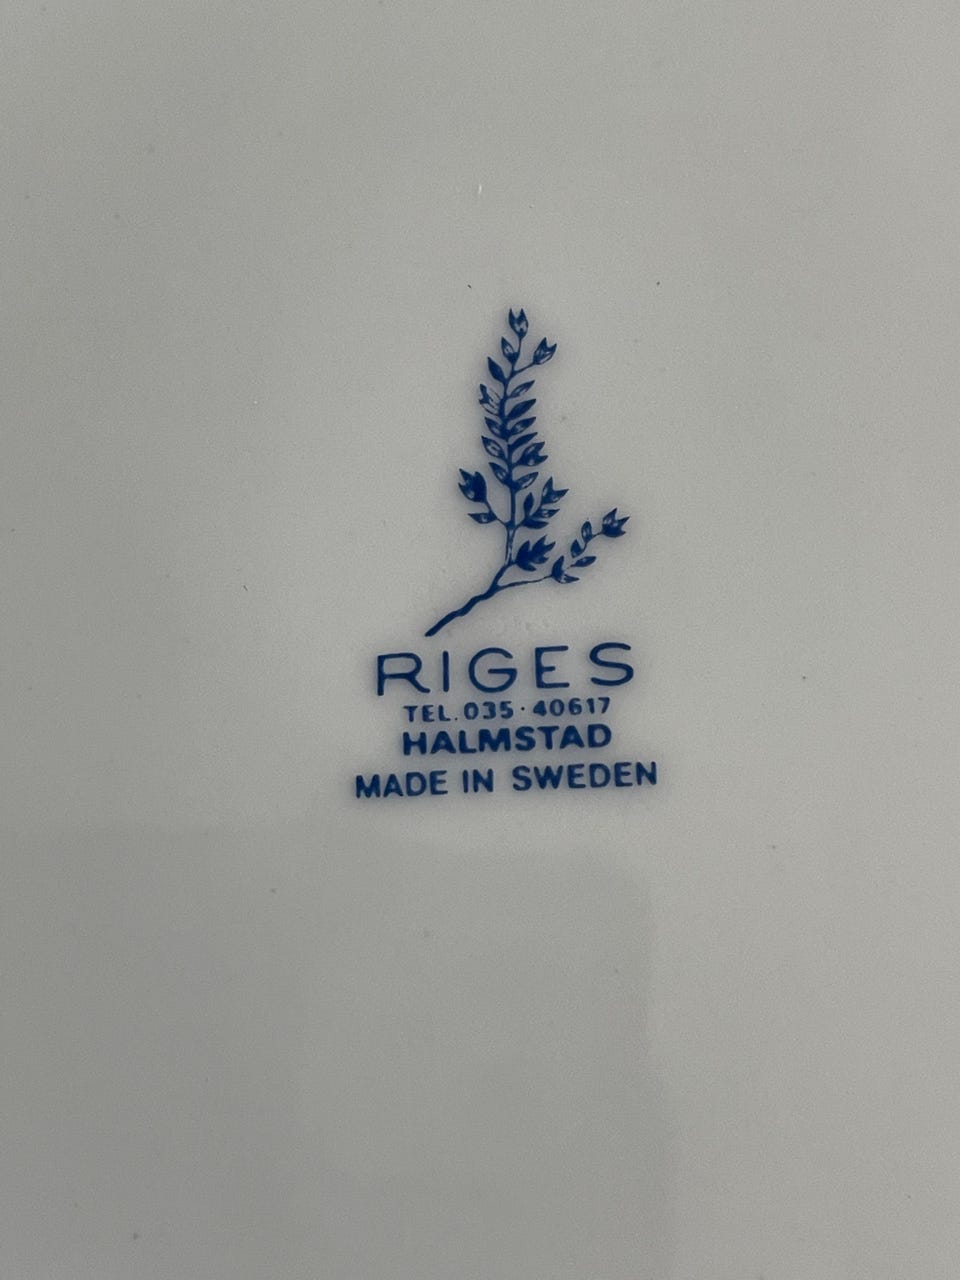 RIGES
TEL. 035·40617
HALMSTAD
MADE IN SWEDEN